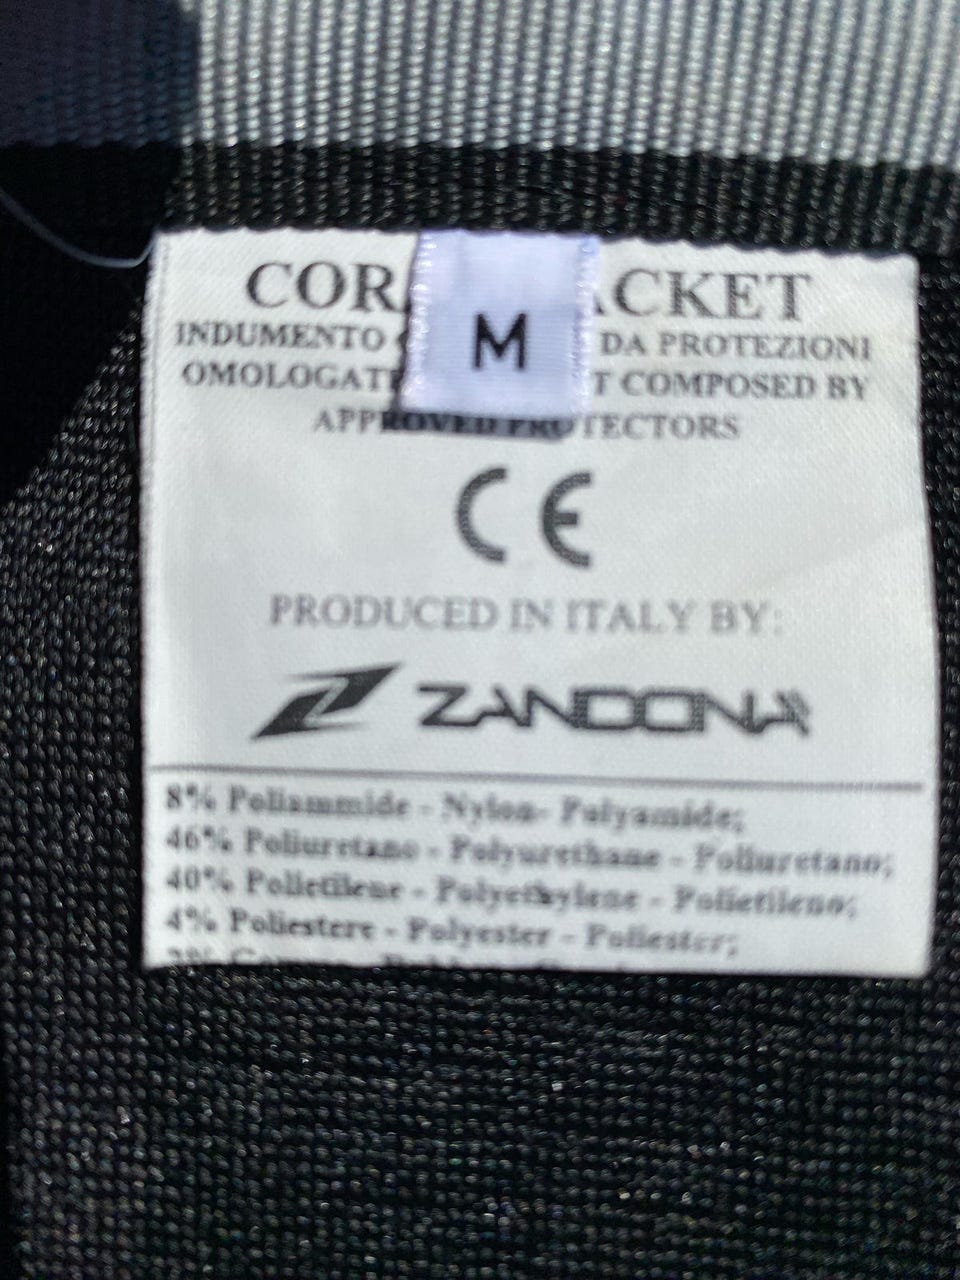 COR ACKET
M
INDUMENTO DA PROTEZIONI
OMOLOGATI T COMPOSED BY
APPROVED PROTECTORS
CE
PRODUCED IN ITALY BY:
ZANDONA
8% Poliammide - Nylon- Polyamide;
46% Poliuretano - Polyurethane - Poliuretano;
40% Polietilene - Polyethylene - Polietileno;
4% Poliestere - Polyester - Poliester;